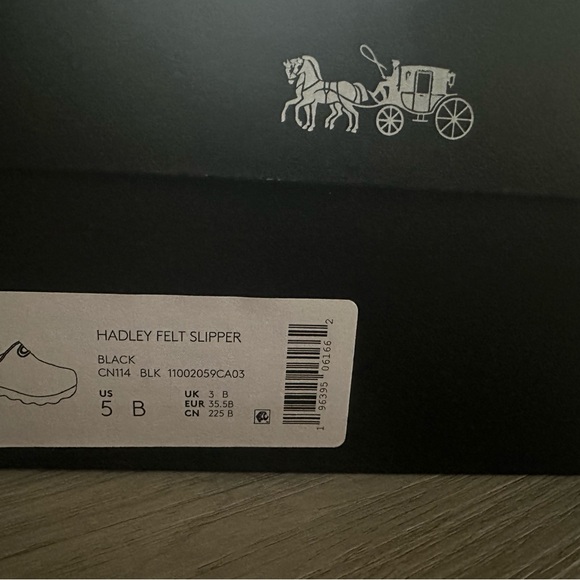 HADLEY FELT SLIPPER
BLACK
CN114 BLK 11002059CA03
US 5 B
UK 3 B
EUR 35.5B
CN 225 B
1 96395 06166 2